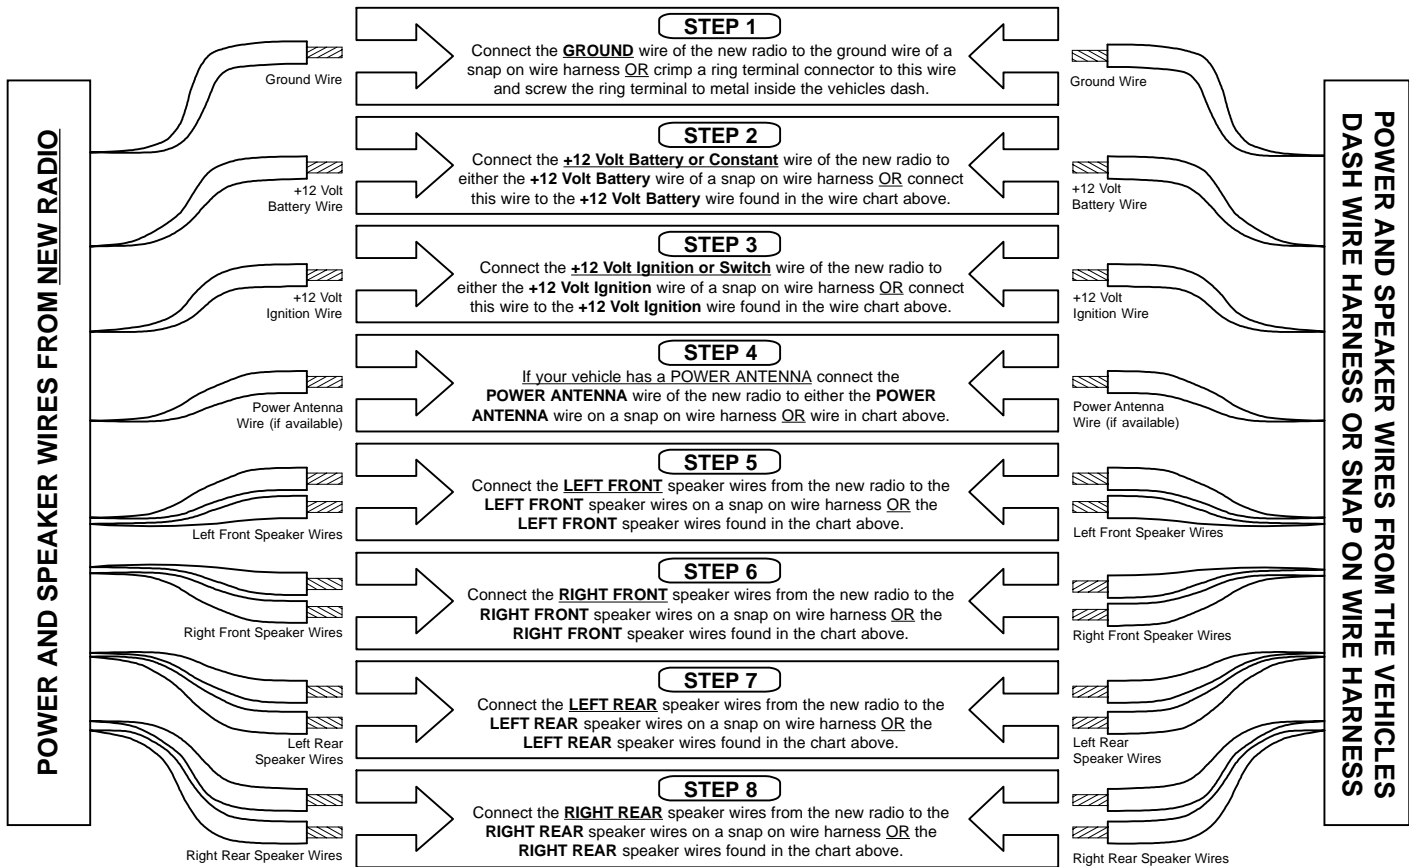 POWER AND SPEAKER WIRES FROM NEW RADIO
Ground Wire
+12 Volt
Battery Wire
+12 Volt
Ignition Wire
Power Antenna
Wire (if available)
Left Front Speaker Wires
Right Front Speaker Wires
Left Rear
Speaker Wires
Right Rear Speaker Wires
STEP 1
Connect the GROUND wire of the new radio to the ground wire of a
snap on wire harness OR crimp a ring terminal connector to this wire
and screw the ring terminal to metal inside the vehicles dash.
STEP 2
Connect the +12 Volt Battery or Constant wire of the new radio to
either the +12 Volt Battery wire of a snap on wire harness OR connect
this wire to the +12 Volt Battery wire found in the wire chart above.
STEP 3
Connect the +12 Volt Ignition or Switch wire of the new radio to
either the +12 Volt Ignition wire of a snap on wire harness OR connect
this wire to the +12 Volt Ignition wire found in the wire chart above.
STEP 4
If your vehicle has a POWER ANTENNA connect the
POWER ANTENNA wire of the new radio to either the POWER
ANTENNA wire on a snap on wire harness OR wire in chart above.
STEP 5
Connect the LEFT FRONT speaker wires from the new radio to the
LEFT FRONT speaker wires on a snap on wire harness OR the
LEFT FRONT speaker wires found in the chart above.
STEP 6
Connect the RIGHT FRONT speaker wires from the new radio to the
RIGHT FRONT speaker wires on a snap on wire harness OR the
RIGHT FRONT speaker wires found in the chart above.
STEP 7
Connect the LEFT REAR speaker wires from the new radio to the
LEFT REAR speaker wires on a snap on wire harness OR the
LEFT REAR speaker wires found in the chart above.
STEP 8
Connect the RIGHT REAR speaker wires from the new radio to the
RIGHT REAR speaker wires on a snap on wire harness OR the
RIGHT REAR speaker wires found in the chart above.
Ground Wire
+12 Volt
Battery Wire
+12 Volt
Ignition Wire
Power Antenna
Wire (if available)
Left Front Speaker Wires
Right Front Speaker Wires
Left Rear
Speaker Wires
Right Rear Speaker Wires
POWER AND SPEAKER WIRES FROM THE VEHICLES
DASH WIRE HARNESS OR SNAP ON WIRE HARNESS